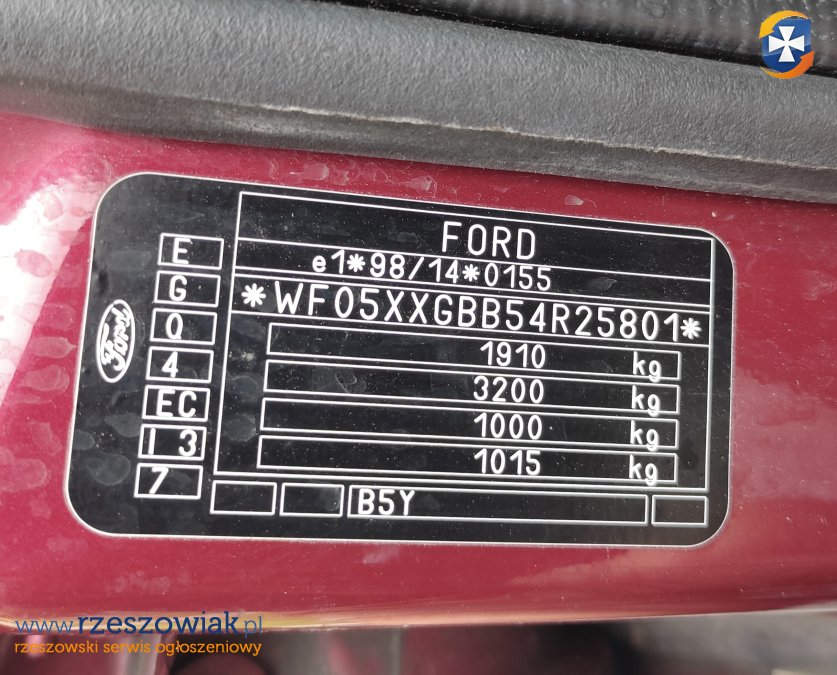 FORD
e1*98/14*0155
*WF05XXGBB54R25801*
1910 kg
3200 kg
1000 kg
1015 kg
E
G
Q
4
EC
I 3
7
B5Y
Ford
www.rzeszowiak.pl
rzeszowski serwis ogłoszeniowy